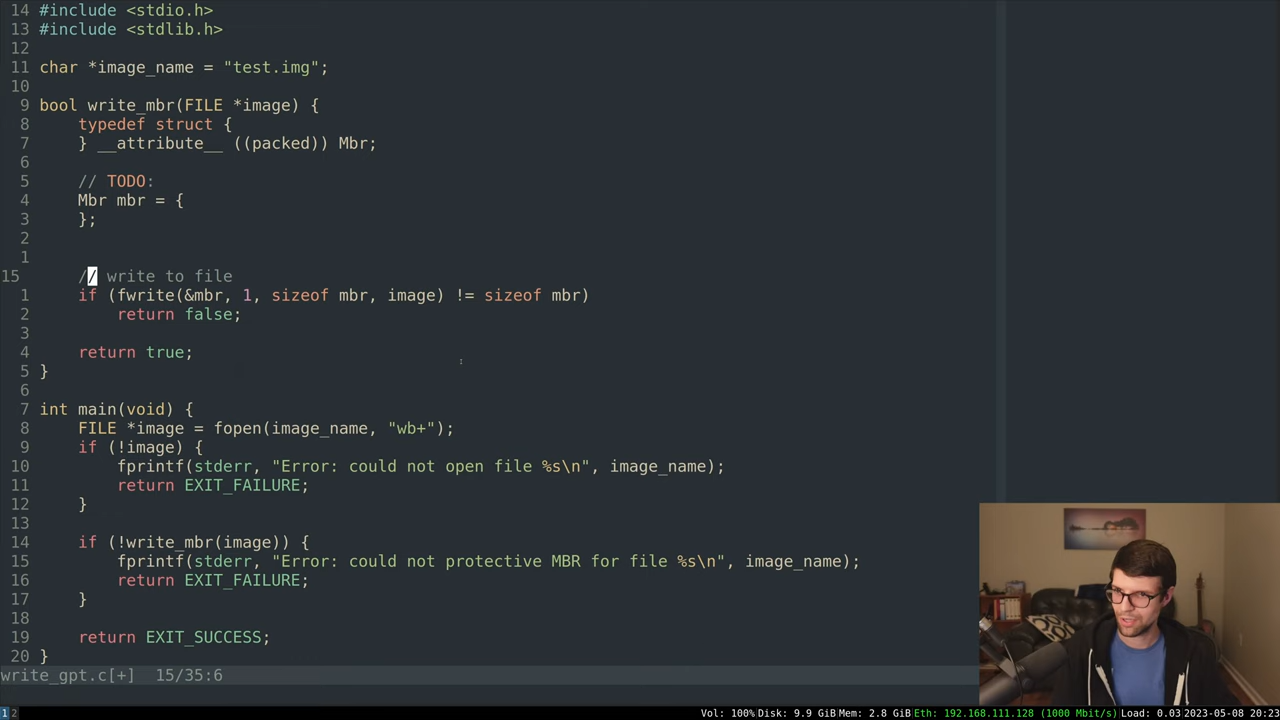 14 #include <stdio.h>
13 #include <stdlib.h>
12
11 char *image_name = "test.img";
10
9 bool write_mbr(FILE *image) {
8     typedef struct {
7     } __attribute__ ((packed)) Mbr;
6
5     // TODO:
4     Mbr mbr = {
3     };
2
1
15     // write to file
1     if (fwrite(&mbr, 1, sizeof mbr, image) != sizeof mbr)
2         return false;
3
4     return true;
5 }
6
7 int main(void) {
8     FILE *image = fopen(image_name, "wb+");
9     if (!image) {
10         fprintf(stderr, "Error: could not open file %s\n", image_name);
11         return EXIT_FAILURE;
12     }
13
14     if (!write_mbr(image)) {
15         fprintf(stderr, "Error: could not protective MBR for file %s\n", image_name);
16         return EXIT_FAILURE;
17     }
18
19     return EXIT_SUCCESS;
20 }
write_gpt.c[+]  15/35:6
1 2 Vol: 100% Disk: 9.9 GiB Mem: 2.8 GiB Eth: 192.168.111.128 (1000 Mbit/s) Load: 0.03 2023-05-08 20:23